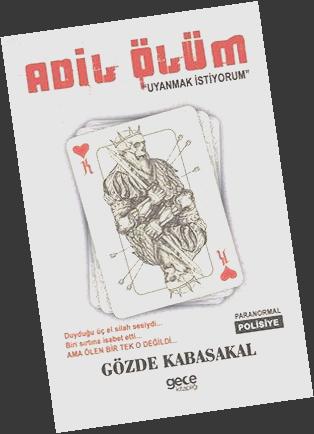 ADİL ÖLÜM
"UYANMAK İSTİYORUM"
K
K
Duyduğu üç el silah sesiydi...
Biri sırtına isabet etti...
AMA ÖLEN BİR TEK O DEĞİLDİ...
PARANORMAL
POLİSİYE
GÖZDE KABASAKAL
gece
kitaplığı